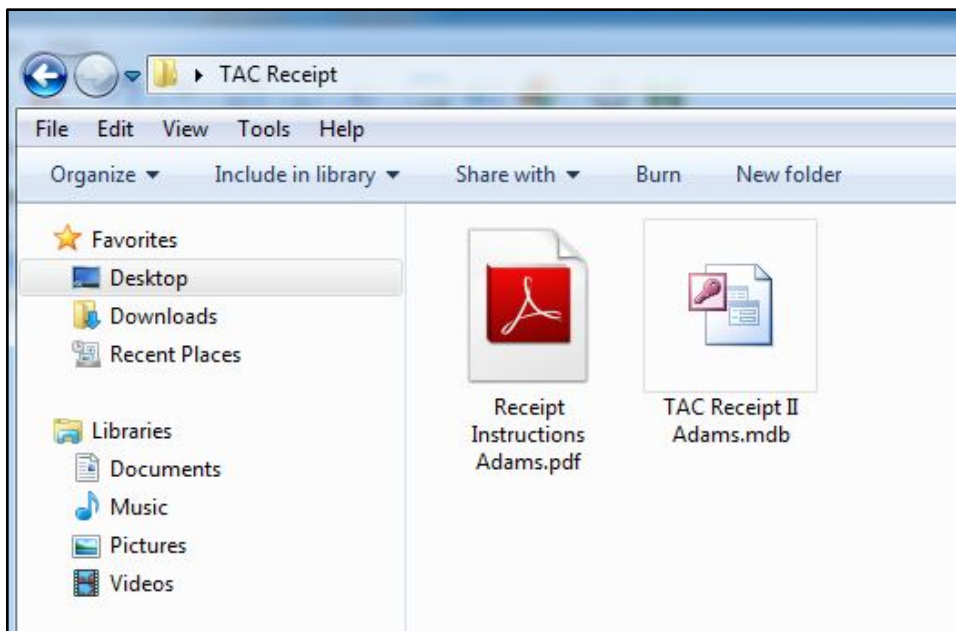 TAC Receipt
File Edit View Tools Help
Organize Include in library Share with Burn New folder
Favorites
Desktop
Downloads
Recent Places
Libraries
Documents
Music
Pictures
Videos
Receipt
Instructions
Adams.pdf
TAC Receipt II
Adams.mdb